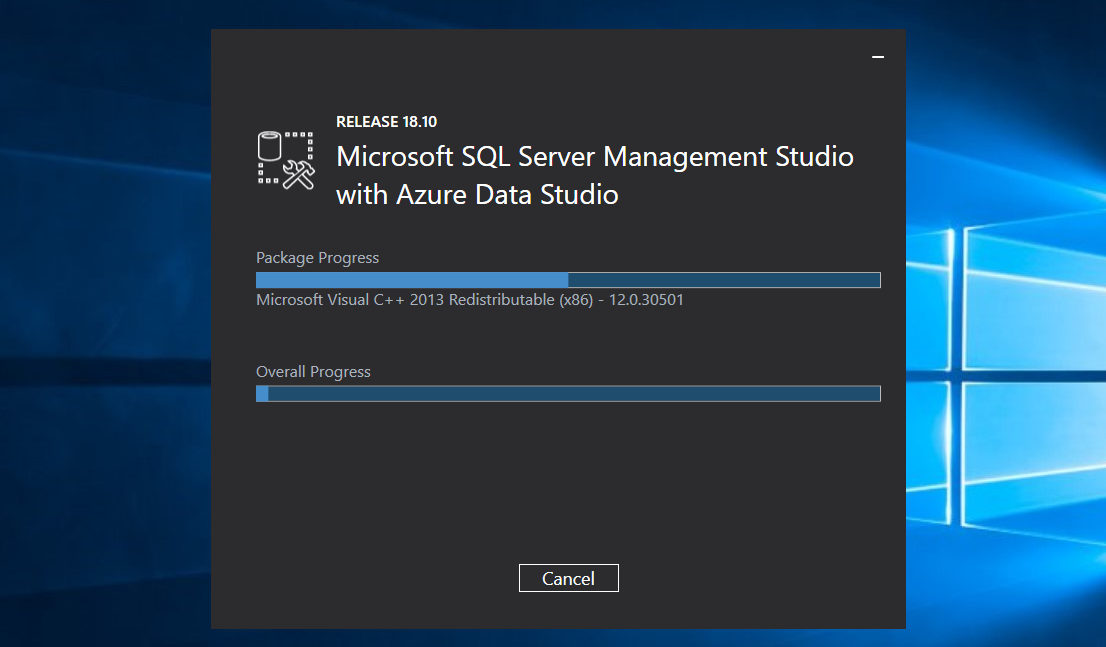 RELEASE 18.10
Microsoft SQL Server Management Studio
with Azure Data Studio
Package Progress
Microsoft Visual C++ 2013 Redistributable (x86) - 12.0.30501
Overall Progress
Cancel